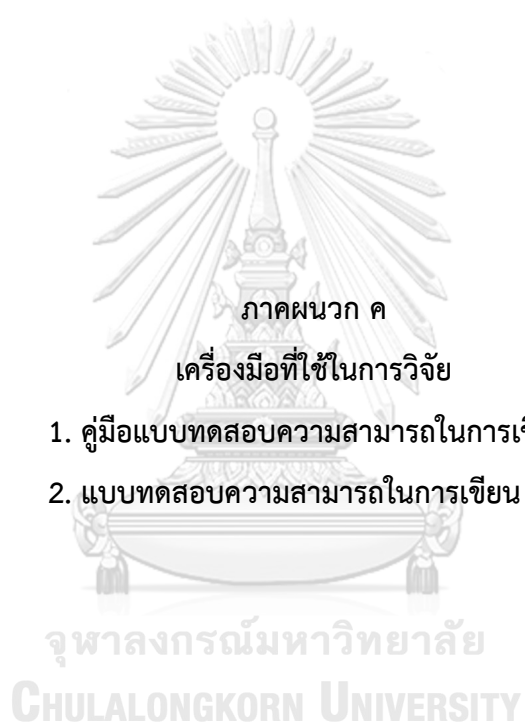 ภาคผนวก ค
เครื่องมือที่ใช้ในการวิจัย
1. คู่มือแบบทดสอบความสามารถในการเ
2. แบบทดสอบความสามารถในการเขียน
จุฬาลงกรณ์มหาวิทยาลัย
CHULALONGKORN UNIVERSITY